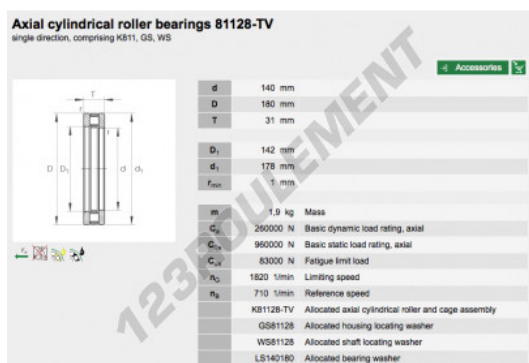 Axial cylindrical roller bearings 81128-TV
single direction, comprising K811, GS, WS
Accessories
d 140 mm
D 180 mm
T 31 mm
D1 142 mm
d1 178 mm
rmin 1 mm
m 1,9 kg Mass
Ca 260000 N Basic dynamic load rating, axial
C0a 960000 N Basic static load rating, axial
Cua 83000 N Fatigue limit load
nG 1820 1/min Limiting speed
nB 710 1/min Reference speed
K81128-TV Allocated axial cylindrical roller and cage assembly
GS81128 Allocated housing locating washer
WS81128 Allocated shaft locating washer
LS140180 Allocated bearing washer
T
r
r
D D1 d d1
123ROULEMENT